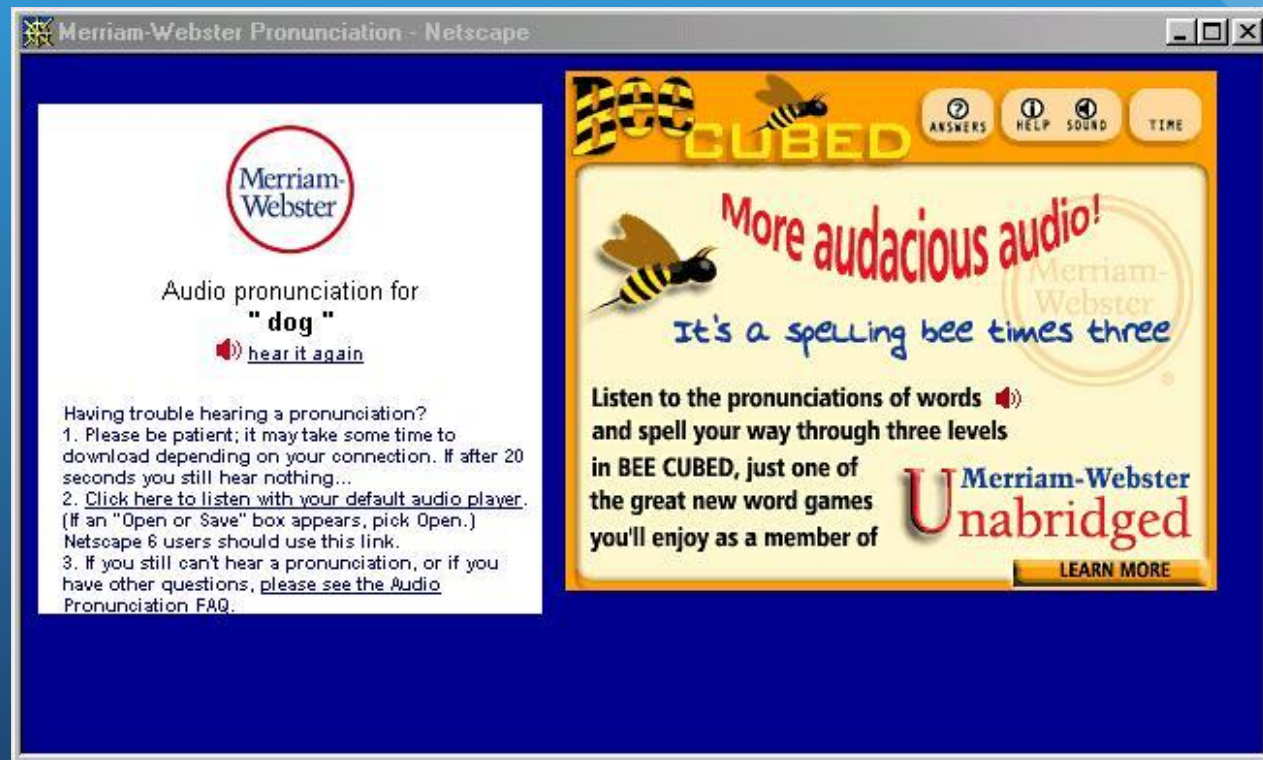 Merriam-Webster Pronunciation - Netscape
Merriam-
Webster
Audio pronunciation for
" dog "
hear it again
Having trouble hearing a pronunciation?
1. Please be patient; it may take some time to
download depending on your connection. If after 20
seconds you still hear nothing...
2. Click here to listen with your default audio player.
(If an "Open or Save" box appears, pick Open.)
Netscape 6 users should use this link.
3. If you still can't hear a pronunciation, or if you
have other questions, please see the Audio
Pronunciation FAQ.
Bee
CUBED
ANSWERS
HELP SOUND
TIME
More audacious audio!
Merriam-
Webster
®
It's a spelling bee times three
Listen to the pronunciations of words
and spell your way through three levels
in BEE CUBED, just one of
the great new word games
you'll enjoy as a member of
Merriam-Webster
Unabridged
LEARN MORE